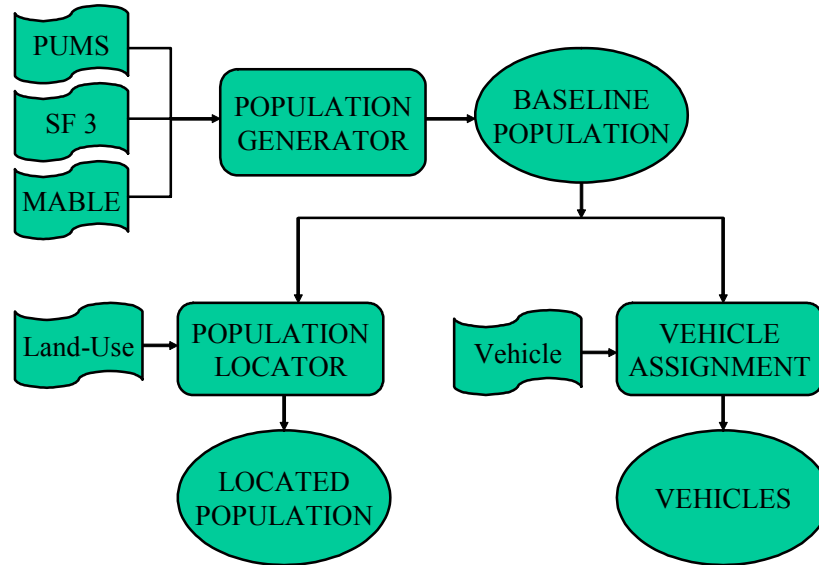 PUMS
SF 3
MABLE
POPULATION
GENERATOR
BASELINE
POPULATION
Land-Use
POPULATION
LOCATOR
Vehicle
VEHICLE
ASSIGNMENT
LOCATED
POPULATION
VEHICLES